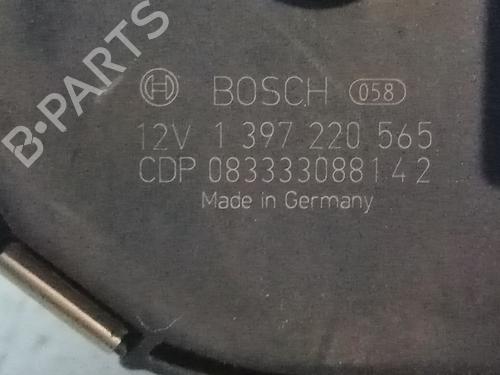 B-PARTS
BOSCH 058
12V 1 397 220 565
CDP 083333088142
Made in Germany